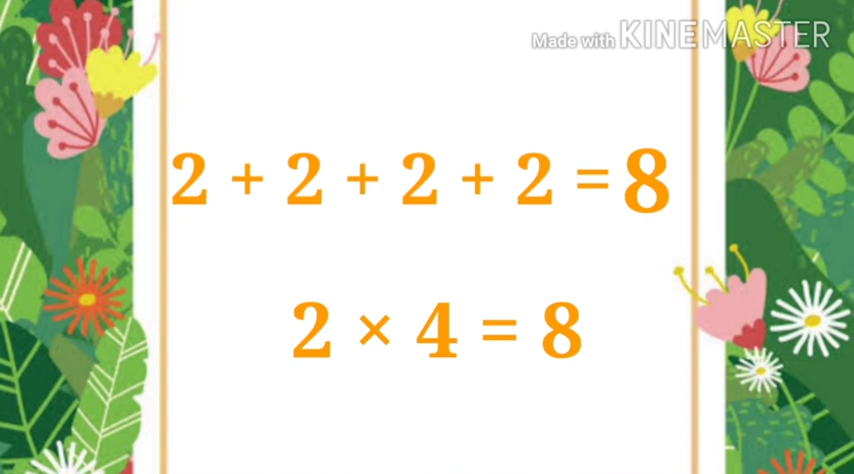 Made with KINEMASTER
2 + 2 + 2 + 2 = 8
2 × 4 = 8